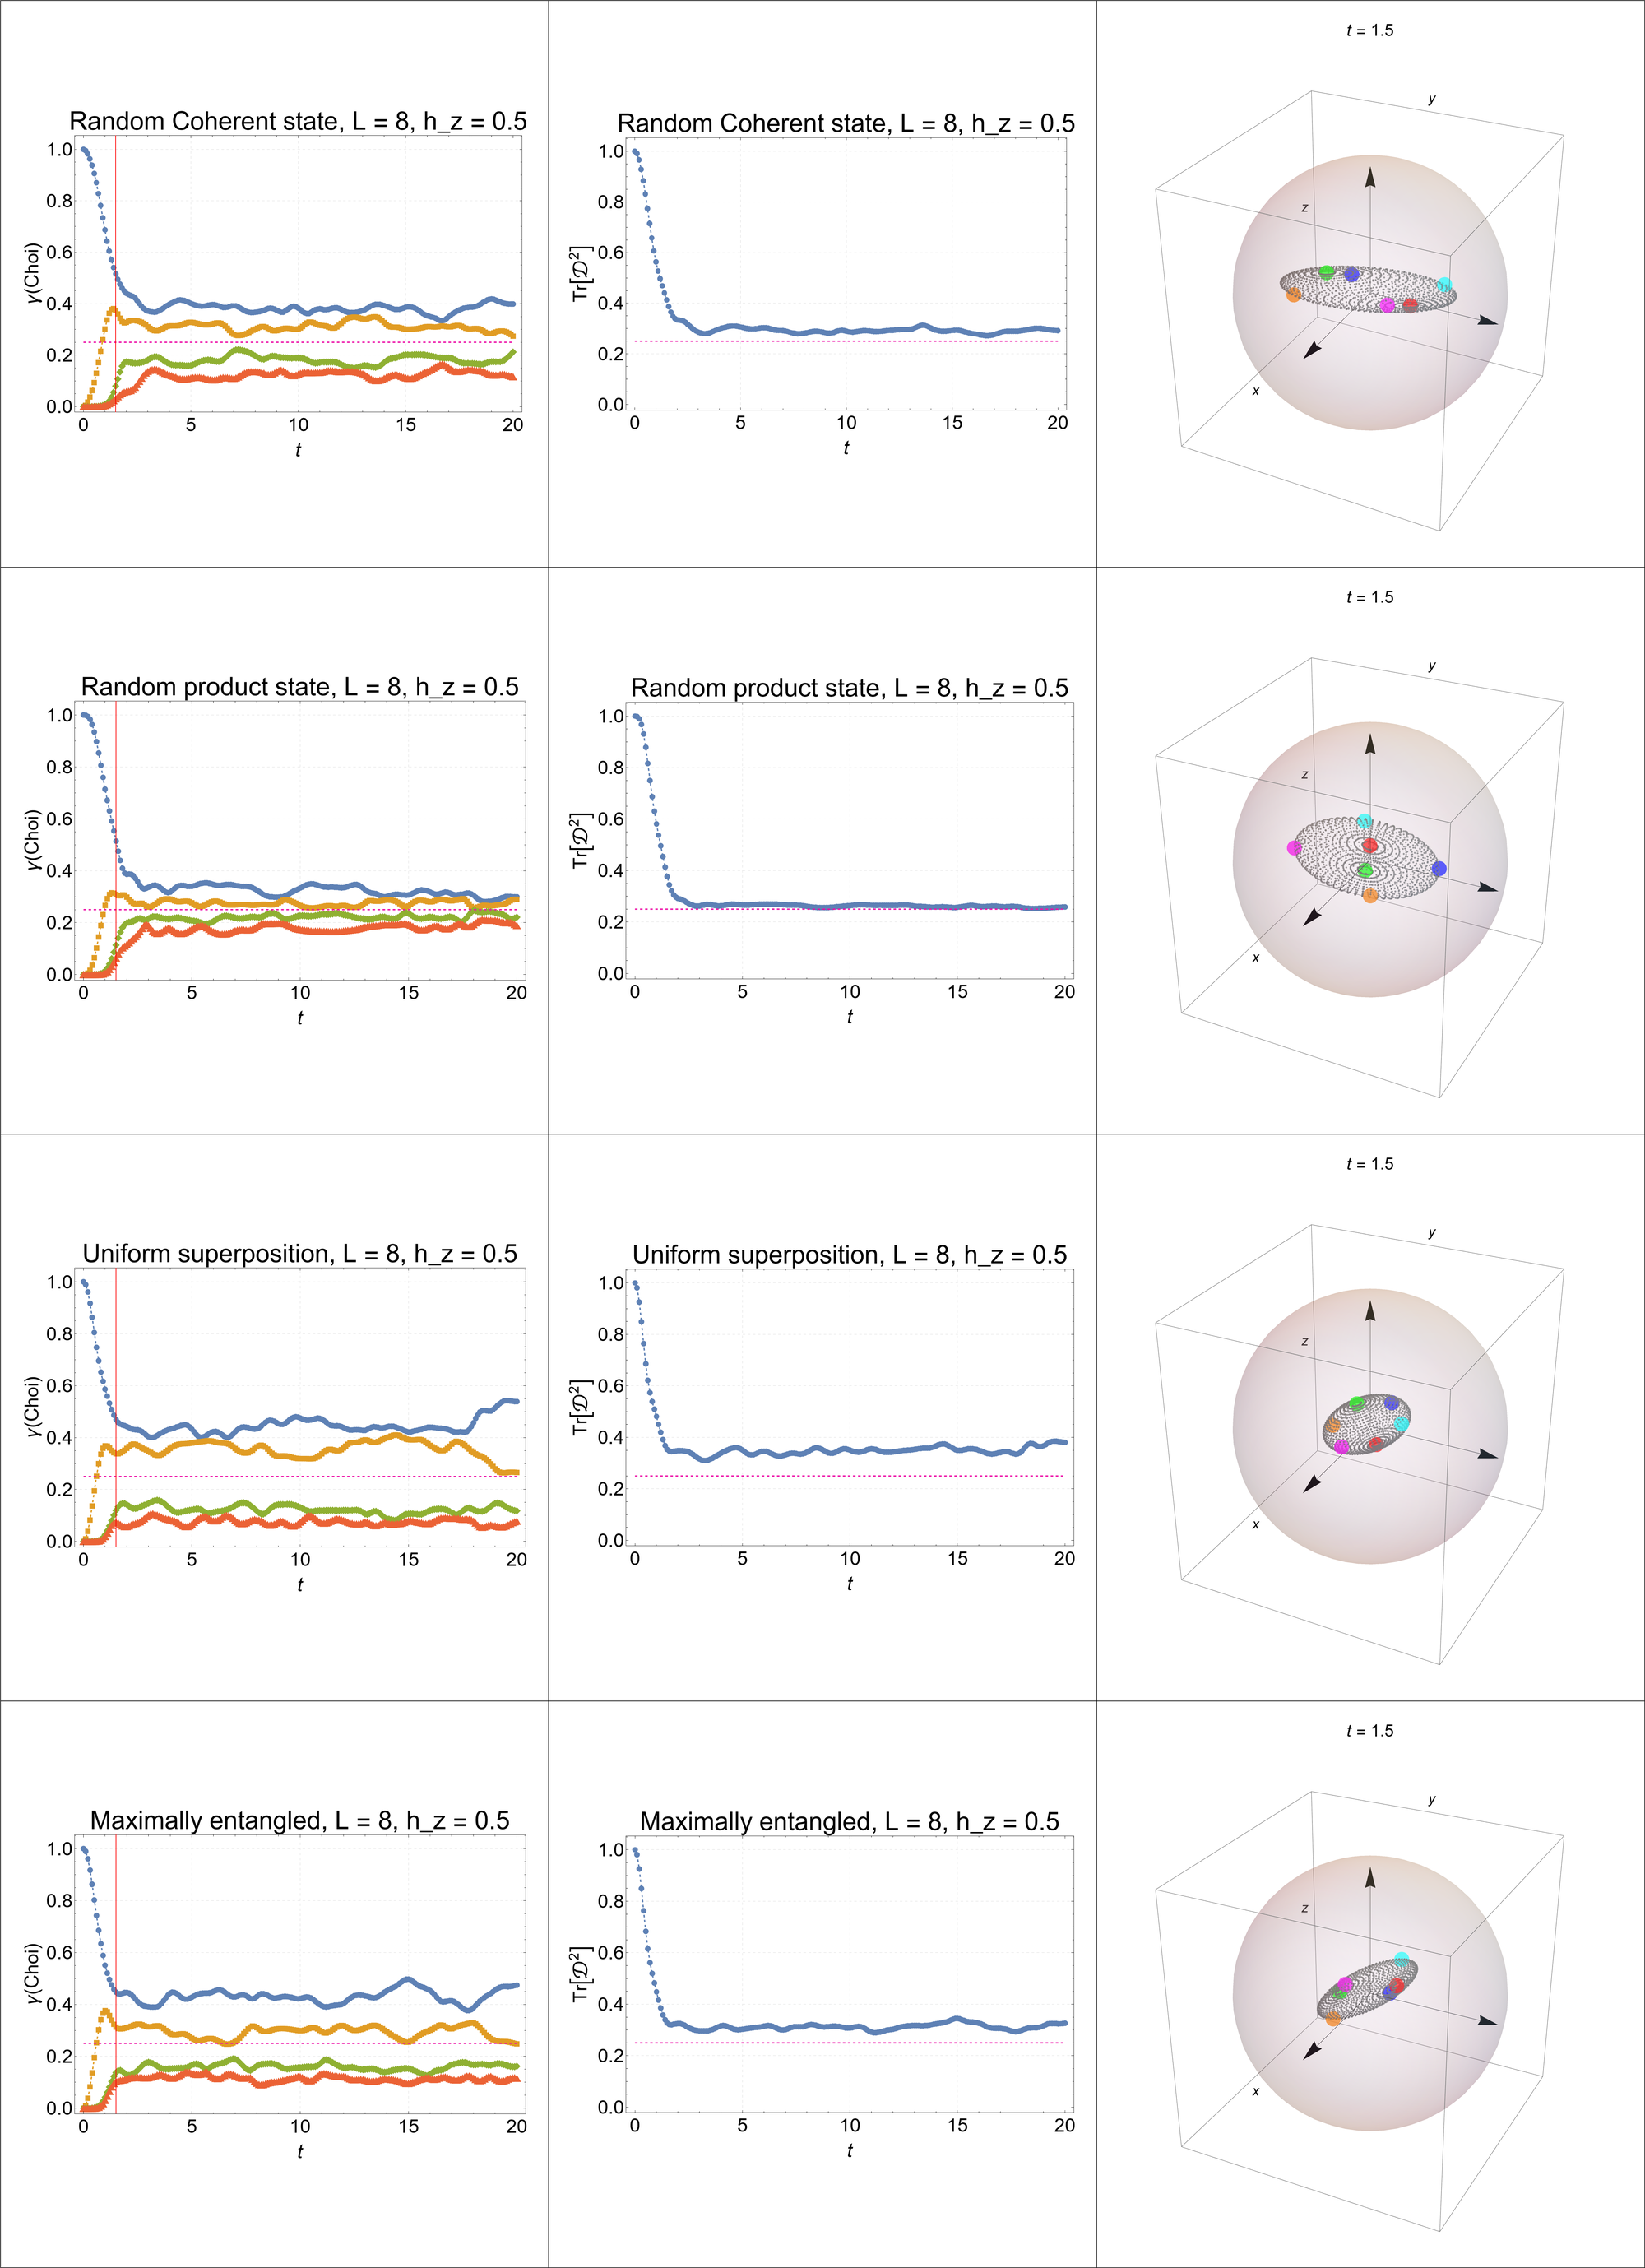 Random Coherent state, L = 8, h_z = 0.5
γ(Choi)
1.0
0.8
0.6
0.4
0.2
0.0
0 5 10 15 20
t
Random Coherent state, L = 8, h_z = 0.5
Tr[𝒟²]
1.0
0.8
0.6
0.4
0.2
0.0
0 5 10 15 20
t
t = 1.5
y
z
x
Random product state, L = 8, h_z = 0.5
γ(Choi)
1.0
0.8
0.6
0.4
0.2
0.0
0 5 10 15 20
t
Random product state, L = 8, h_z = 0.5
Tr[𝒟²]
1.0
0.8
0.6
0.4
0.2
0.0
0 5 10 15 20
t
t = 1.5
y
z
x
Uniform superposition, L = 8, h_z = 0.5
γ(Choi)
1.0
0.8
0.6
0.4
0.2
0.0
0 5 10 15 20
t
Uniform superposition, L = 8, h_z = 0.5
Tr[𝒟²]
1.0
0.8
0.6
0.4
0.2
0.0
0 5 10 15 20
t
t = 1.5
y
z
x
Maximally entangled, L = 8, h_z = 0.5
γ(Choi)
1.0
0.8
0.6
0.4
0.2
0.0
0 5 10 15 20
t
Maximally entangled, L = 8, h_z = 0.5
Tr[𝒟²]
1.0
0.8
0.6
0.4
0.2
0.0
0 5 10 15 20
t
t = 1.5
y
z
x